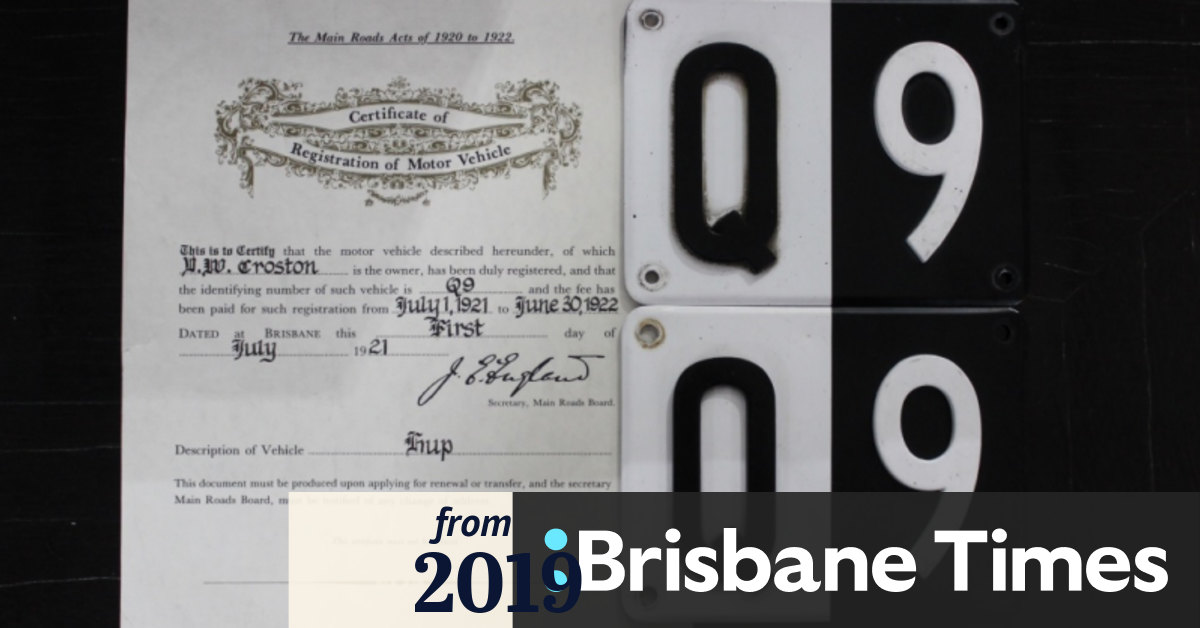 The Main Roads Acts of 1920 to 1922.
Certificate of
Registration of Motor Vehicle
This is to Certify that the motor vehicle described hereunder, of which
V.W. Croston is the owner, has been duly registered, and that
the identifying number of such vehicle is Q9 and the fee has
been paid for such registration from July 1, 1921 to June 30, 1922
DATED at BRISBANE this First day of
July 1921
J. E. England
Secretary, Main Roads Board.
Description of Vehicle Hup
This document must be produced upon applying for renewal or transfer, and the secretary
Main Roads Board,
Q 9
Q 9
from
2019
Brisbane Times